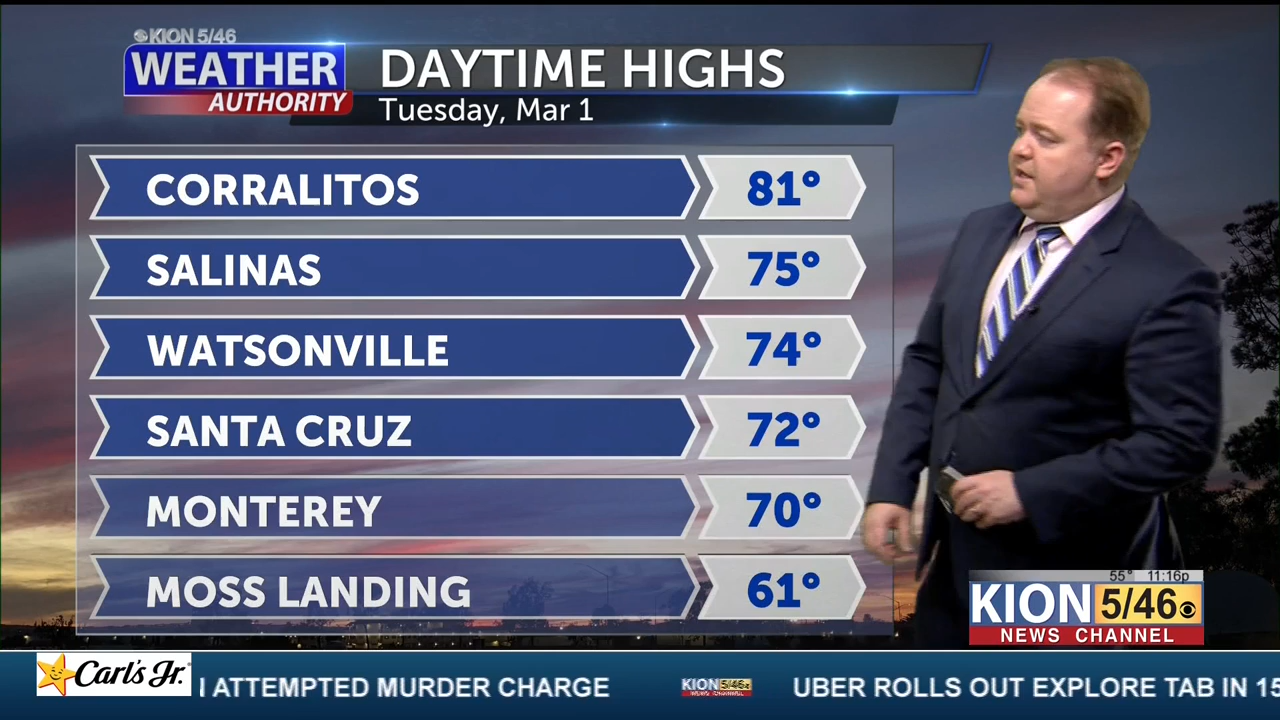 KION 5/46
WEATHER
AUTHORITY
DAYTIME HIGHS
Tuesday, Mar 1
CORRALITOS 81°
SALINAS 75°
WATSONVILLE 74°
SANTA CRUZ 72°
MONTEREY 70°
MOSS LANDING 61°
55° 11:16p
KION 5/46
NEWS CHANNEL
Carl's Jr. ATTEMPTED MURDER CHARGE KION 5/46 NEWS CHANNEL UBER ROLLS OUT EXPLORE TAB IN 15